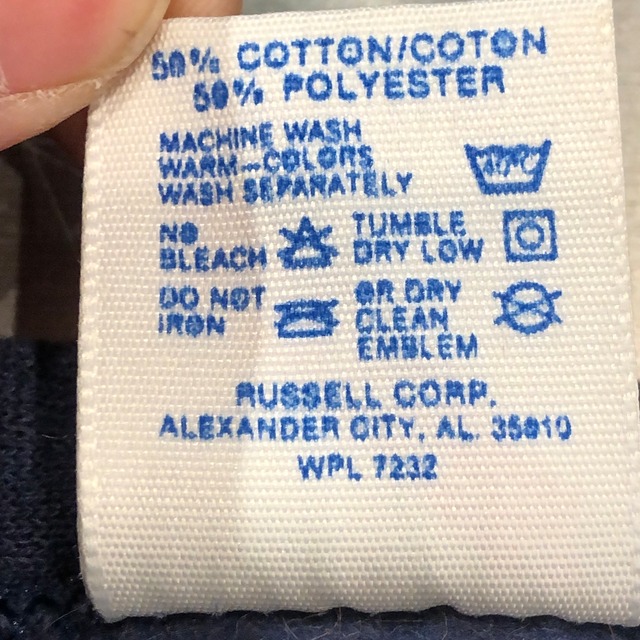 50% COTTON/COTON
50% POLYESTER
MACHINE WASH
WARM-COLORS
WASH SEPARATELY
NO
BLEACH
TUMBLE
DRY LOW
DO NOT
IRON
OR DRY
CLEAN
EMBLEM
RUSSELL CORP.
ALEXANDER CITY, AL. 35010
WPL 7232